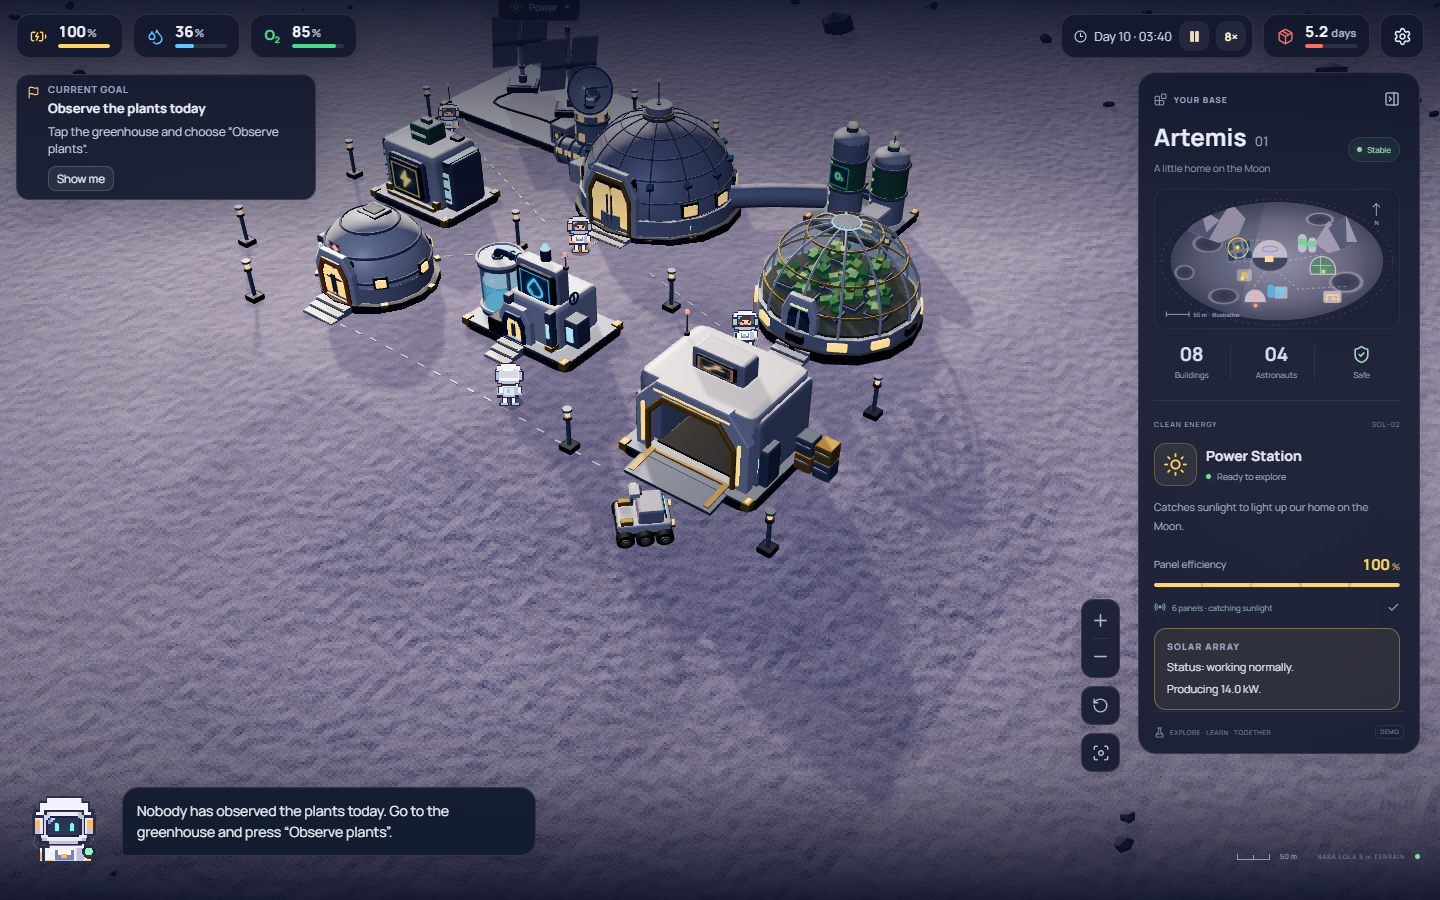 Power
100%
36%
O2 85%
Day 10 · 03:40
8×
5.2 days
CURRENT GOAL
Observe the plants today
Tap the greenhouse and choose “Observe
plants”.
Show me
YOUR BASE
Artemis 01
Stable
A little home on the Moon
N
50 m Illustrative
08
Buildings
04
Astronauts
Safe
CLEAN ENERGY
SOL-02
Power Station
Ready to explore
Catches sunlight to light up our home on the
Moon.
Panel efficiency
100 %
6 panels · catching sunlight
SOLAR ARRAY
Status: working normally.
Producing 14.0 kW.
EXPLORE · LEARN · TOGETHER
DEMO
Nobody has observed the plants today. Go to the
greenhouse and press “Observe plants”.
50 m
NASA LOLA 5 m TERRAIN